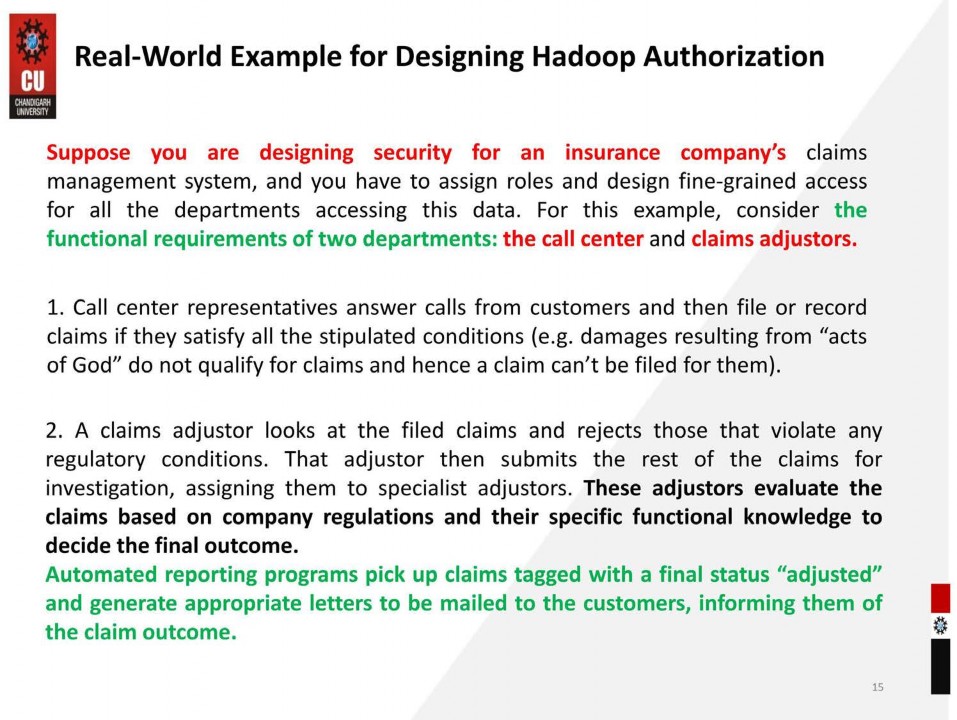 CU
CHANDIGARH
UNIVERSITY
Real-World Example for Designing Hadoop Authorization
Suppose you are designing security for an insurance company’s claims
management system, and you have to assign roles and design fine-grained access
for all the departments accessing this data. For this example, consider the
functional requirements of two departments: the call center and claims adjustors.
1. Call center representatives answer calls from customers and then file or record
claims if they satisfy all the stipulated conditions (e.g. damages resulting from “acts
of God” do not qualify for claims and hence a claim can’t be filed for them).
2. A claims adjustor looks at the filed claims and rejects those that violate any
regulatory conditions. That adjustor then submits the rest of the claims for
investigation, assigning them to specialist adjustors. These adjustors evaluate the
claims based on company regulations and their specific functional knowledge to
decide the final outcome.
Automated reporting programs pick up claims tagged with a final status “adjusted”
and generate appropriate letters to be mailed to the customers, informing them of
the claim outcome.
15